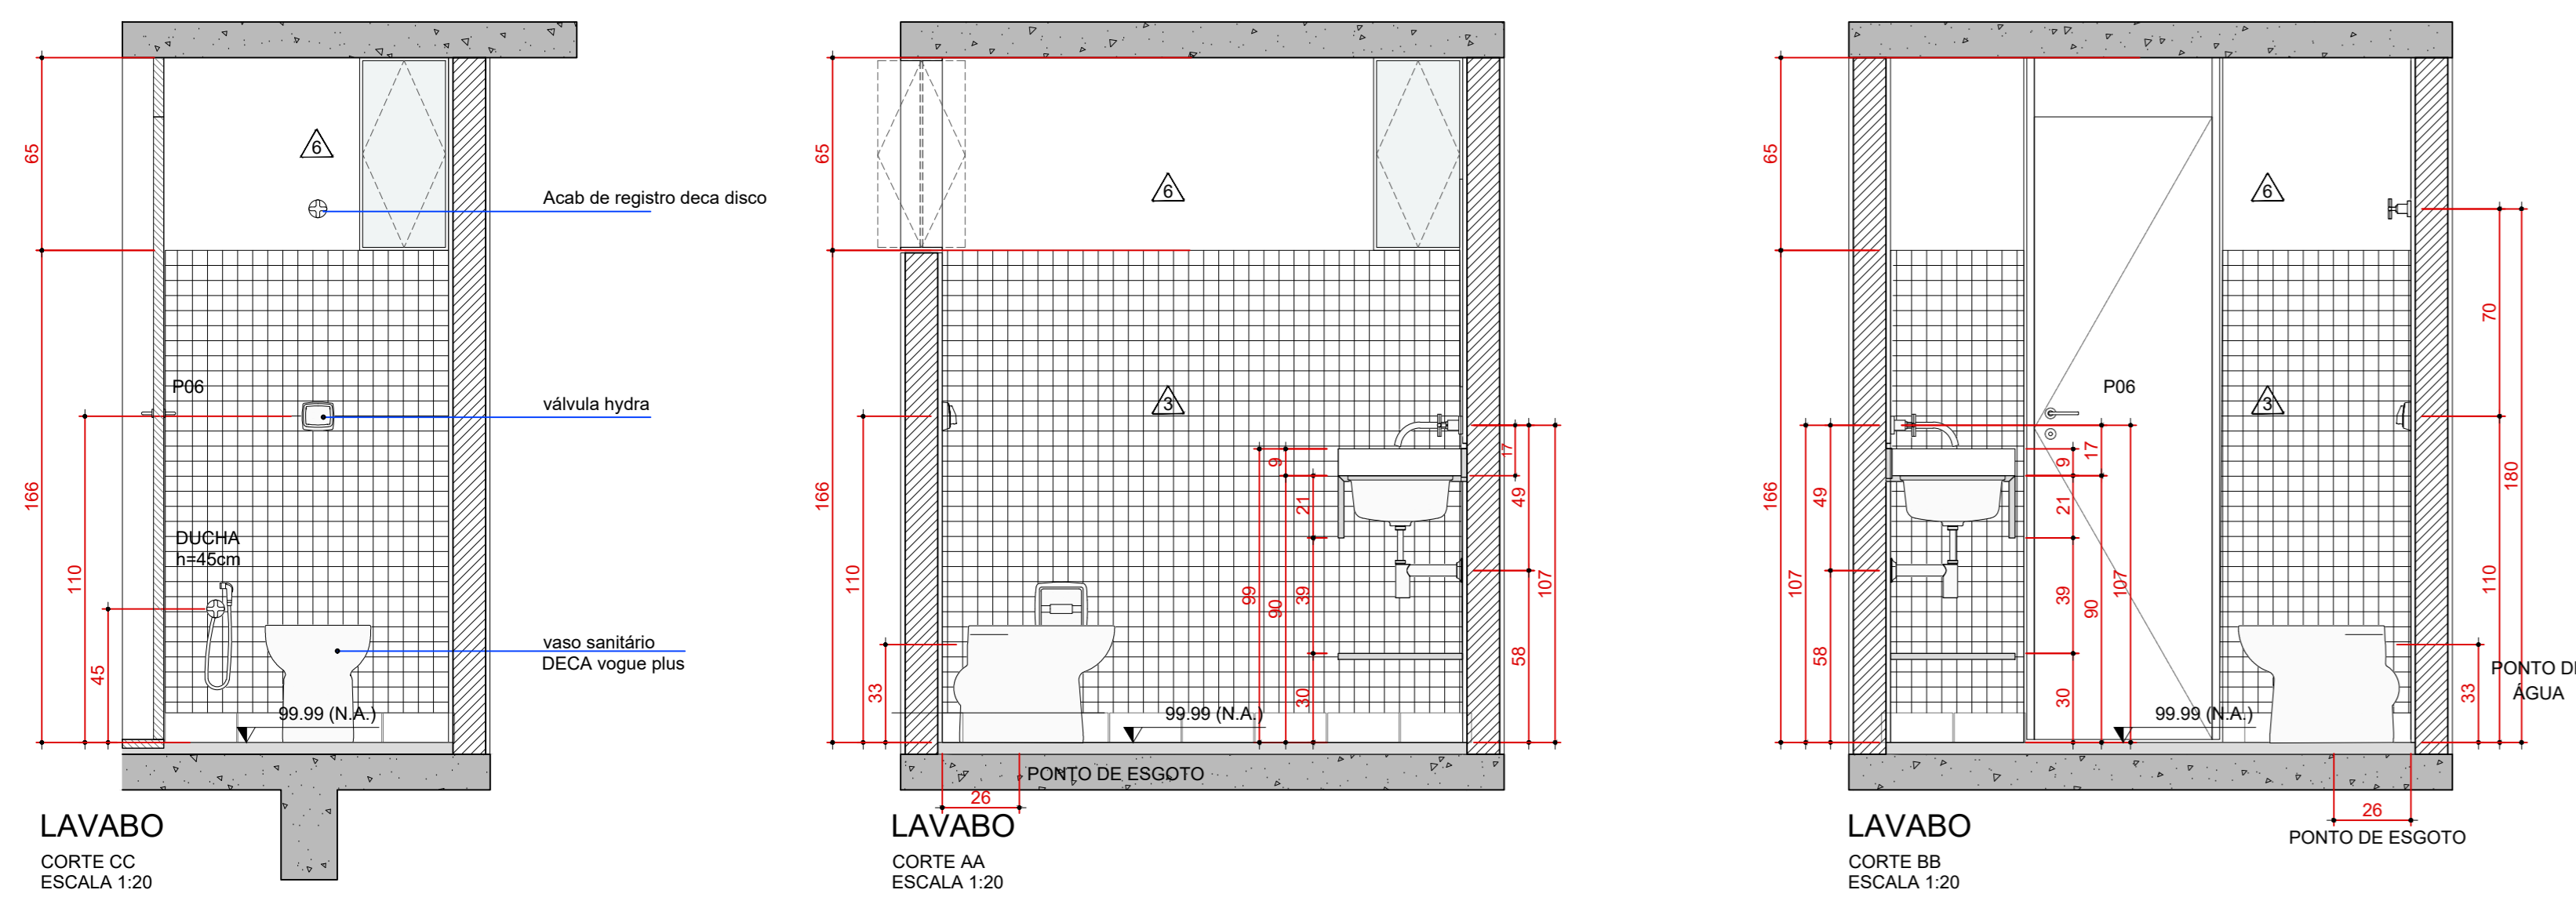 65
166
110
45
6
P06
DUCHA
h=45cm
99.99 (N.A.)
Acab de registro deca disco
válvula hydra
vaso sanitário
DECA vogue plus
LAVABO
CORTE CC
ESCALA 1:20
65
166
110
33
6
3
99
9
90
21
39
30
17
49
58
107
99.99 (N.A.)
PONTO DE ESGOTO
26
LAVABO
CORTE AA
ESCALA 1:20
65
166
107
49
58
6
3
P06
9
17
21
39
90
107
30
99.99 (N.A.)
70
180
110
33
PONTO DE
ÁGUA
26
PONTO DE ESGOTO
LAVABO
CORTE BB
ESCALA 1:20